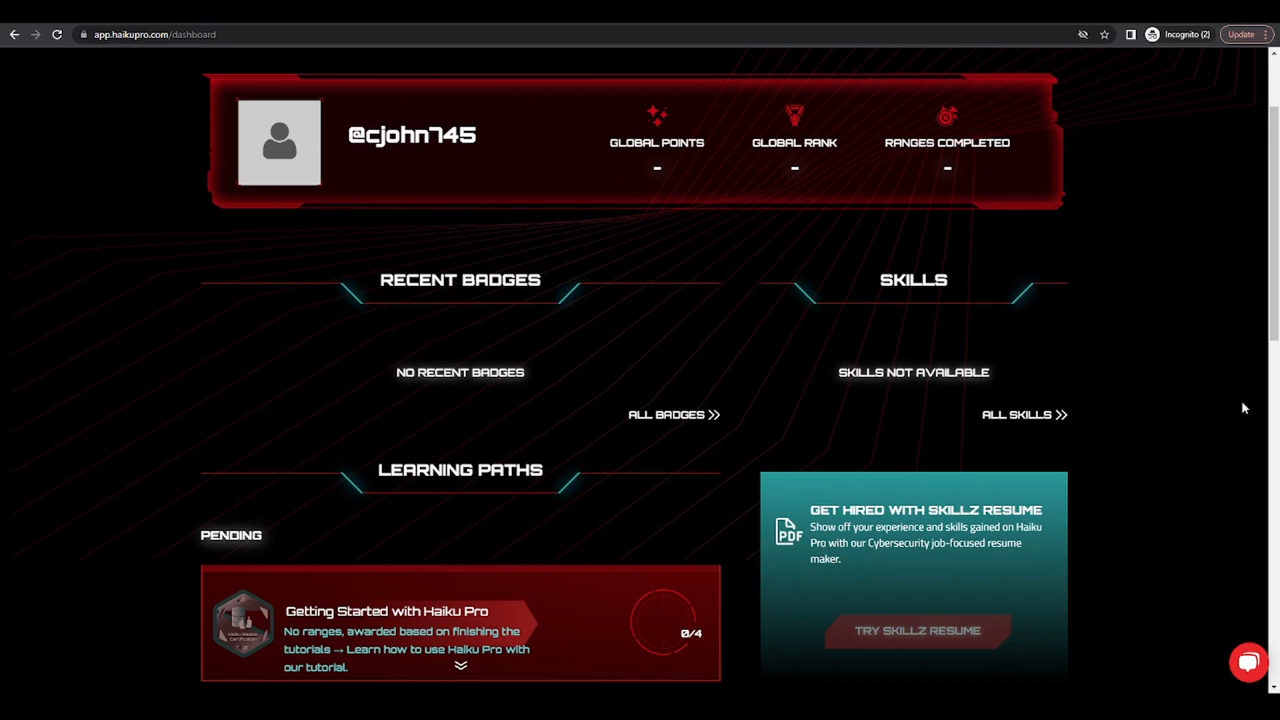 app.haikupro.com/dashboard
Incognito (2)
Update
@cjohn745
GLOBAL POINTS
-
GLOBAL RANK
-
RANGES COMPLETED
-
RECENT BADGES
NO RECENT BADGES
ALL BADGES
SKILLS
SKILLS NOT AVAILABLE
ALL SKILLS
LEARNING PATHS
PENDING
Getting Started with Haiku Pro
No ranges, awarded based on finishing the
tutorials → Learn how to use Haiku Pro with
our tutorial.
0/4
PDF
GET HIRED WITH SKILLZ RESUME
Show off your experience and skills gained on Haiku
Pro with our Cybersecurity job-focused resume
maker.
TRY SKILLZ RESUME